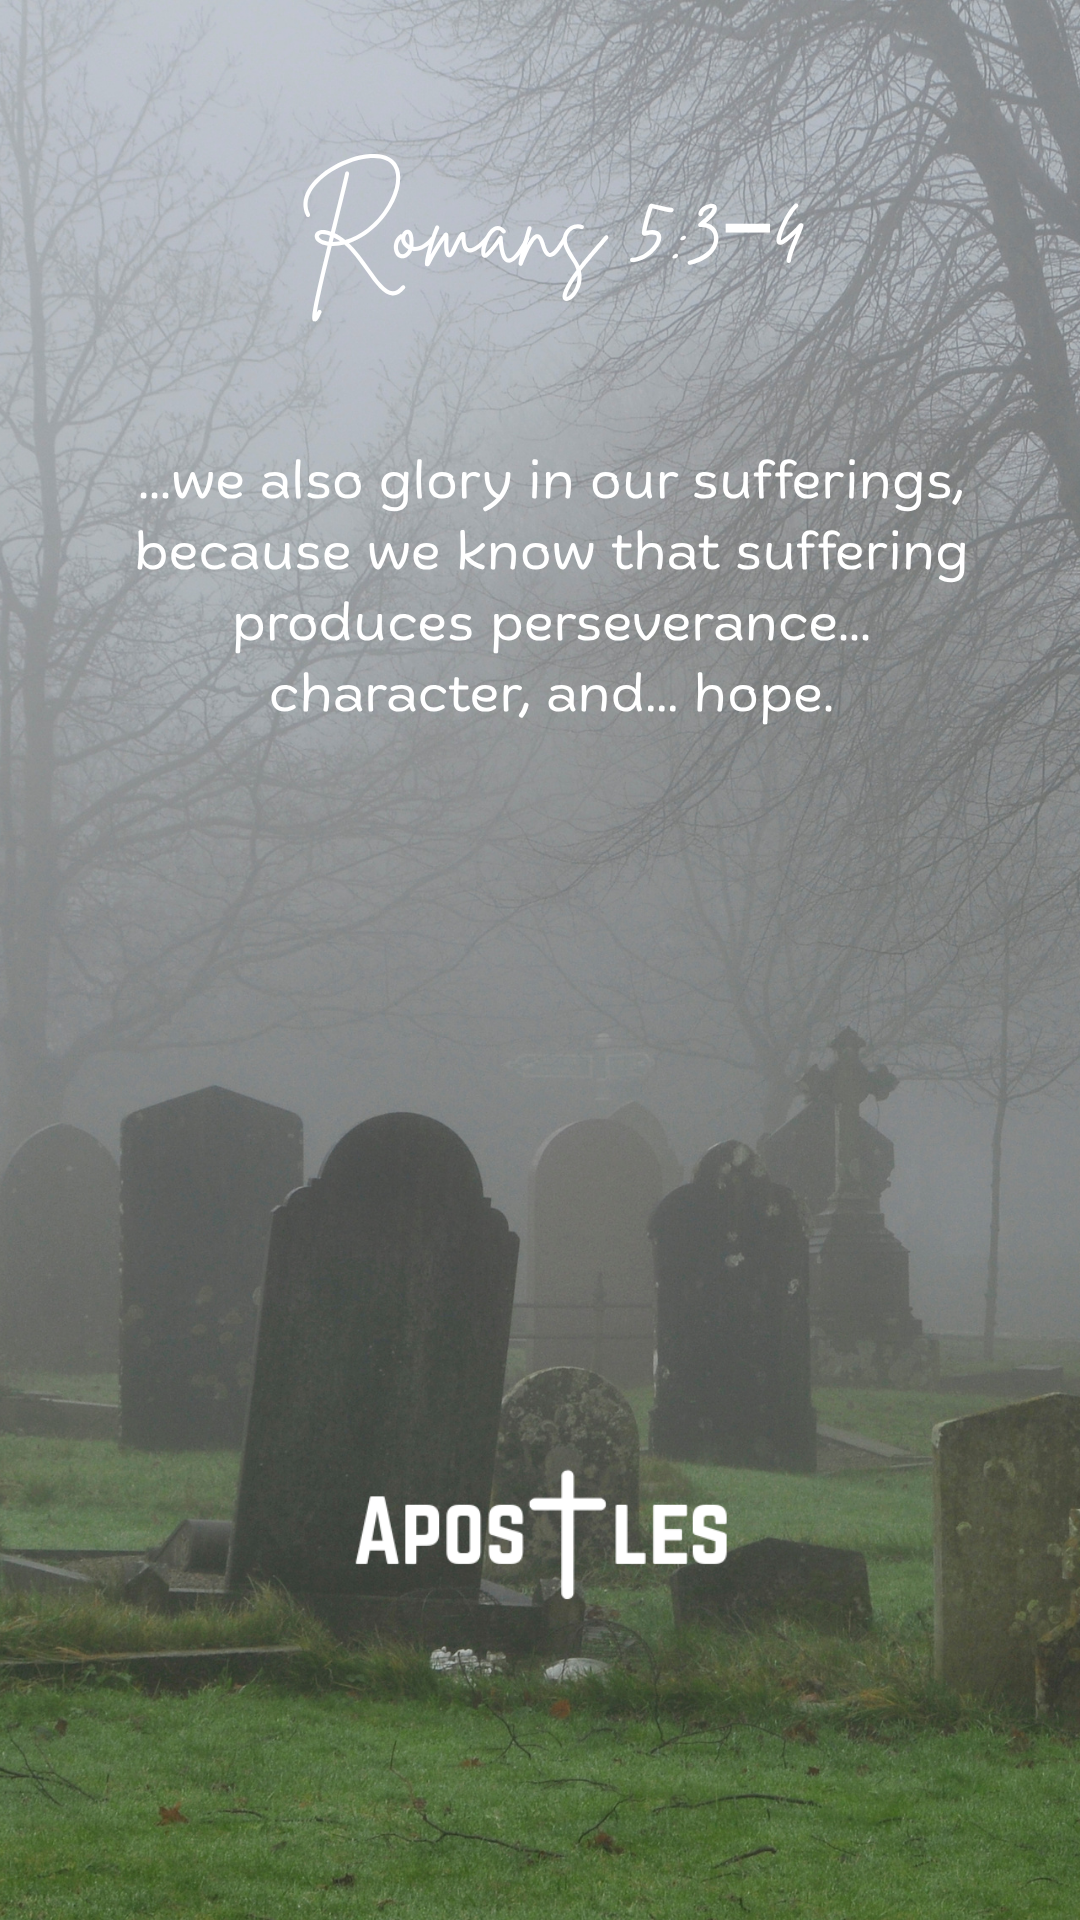 Romans 5:3–4
...we also glory in our sufferings,
because we know that suffering
produces perseverance...
character, and... hope.
APOSTLES